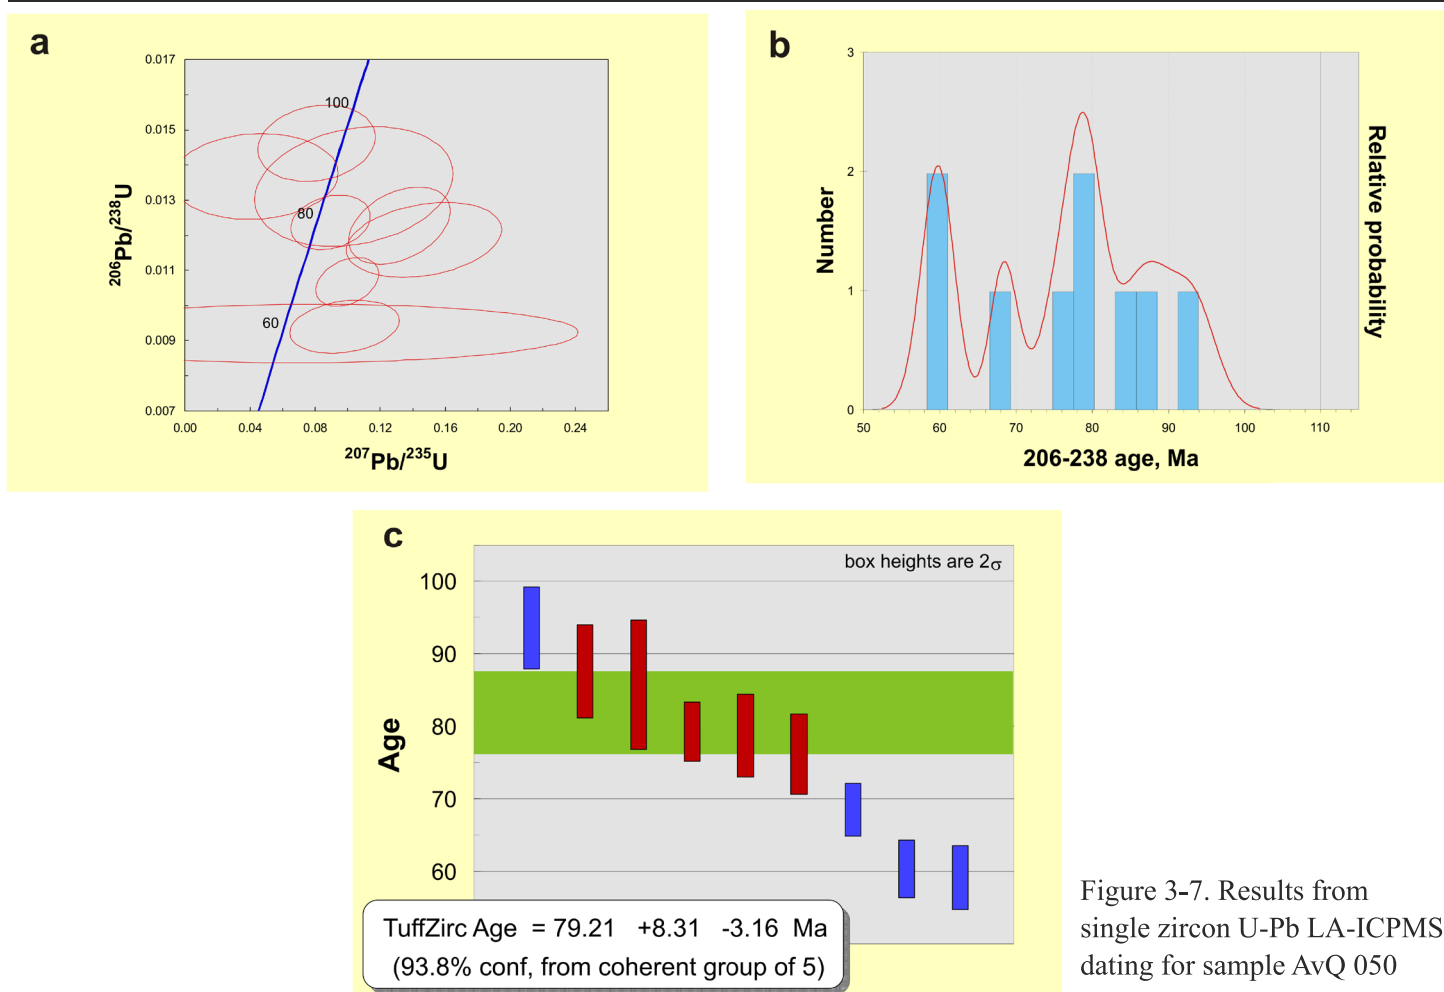 a
0.017
0.015
0.013
0.011
0.009
0.007
0.00 0.04 0.08 0.12 0.16 0.20 0.24
100
80
60
206Pb/238U
207Pb/235U
b
3
2
1
0
50 60 70 80 90 100 110
Number
Relative probability
206-238 age, Ma
c
box heights are 2σ
100
90
80
70
60
Age
TuffZirc Age = 79.21 +8.31 -3.16 Ma
(93.8% conf, from coherent group of 5)
Figure 3-7. Results from
single zircon U-Pb LA-ICPMS
dating for sample AvQ 050